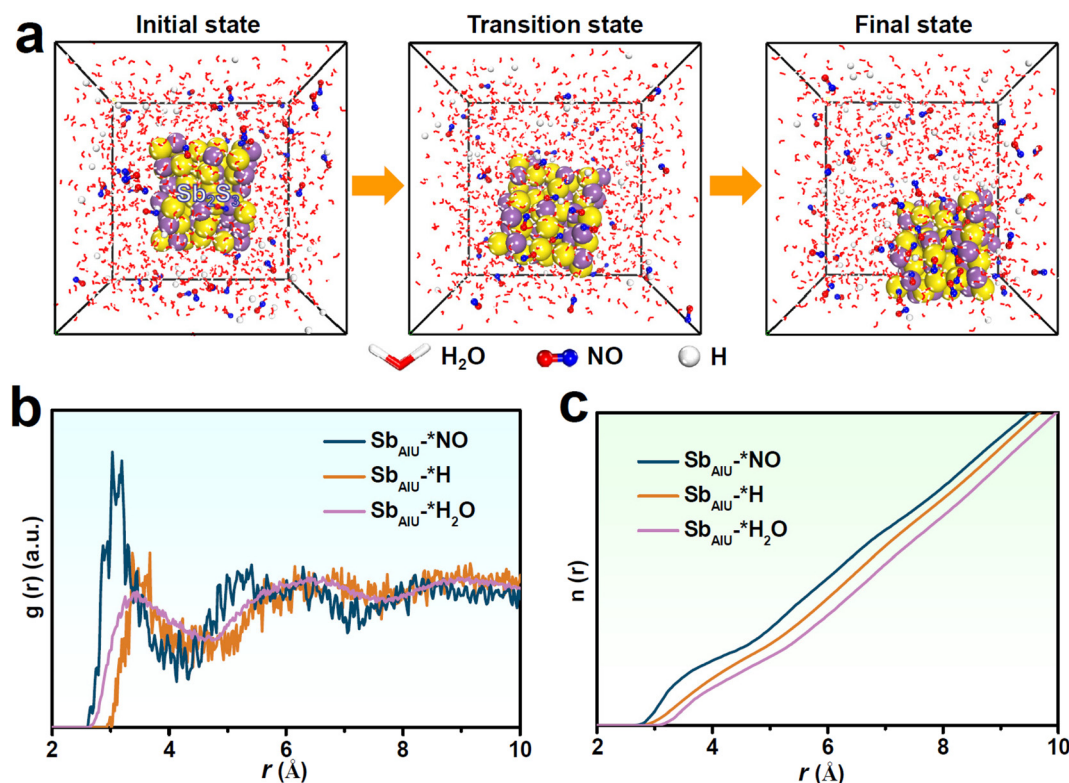 a
Initial state
Transition state
Final state
Sb₂S₃
H₂O
NO
H
b
Sb_AIU-*NO
Sb_AIU-*H
Sb_AIU-*H₂O
g (r) (a.u.)
2 4 6 8 10
r (Å)
c
Sb_AIU-*NO
Sb_AIU-*H
Sb_AIU-*H₂O
n (r)
2 4 6 8 10
r (Å)